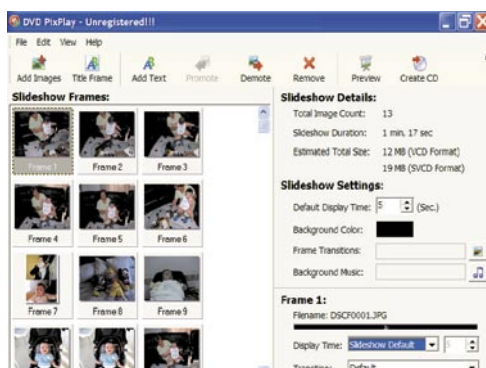 DVD PixPlay - Unregistered!!!
File Edit View Help
Add Images Title Frame Add Text Promote Demote Remove Preview Create CD
Slideshow Frames:
Frame 1 Frame 2 Frame 3
Frame 4 Frame 5 Frame 6
Frame 7 Frame 8 Frame 9
Slideshow Details:
Total Image Count: 13
Slideshow Duration: 1 min, 17 sec
Estimated Total Size: 12 MB (VCD Format)
19 MB (SVCD Format)
Slideshow Settings:
Default Display Time: 5 (Sec.)
Background Color:
Frame Transitions:
Background Music:
Frame 1:
Filename: DSCF0001.JPG
Display Time: Slideshow Default 5
Transition: Default